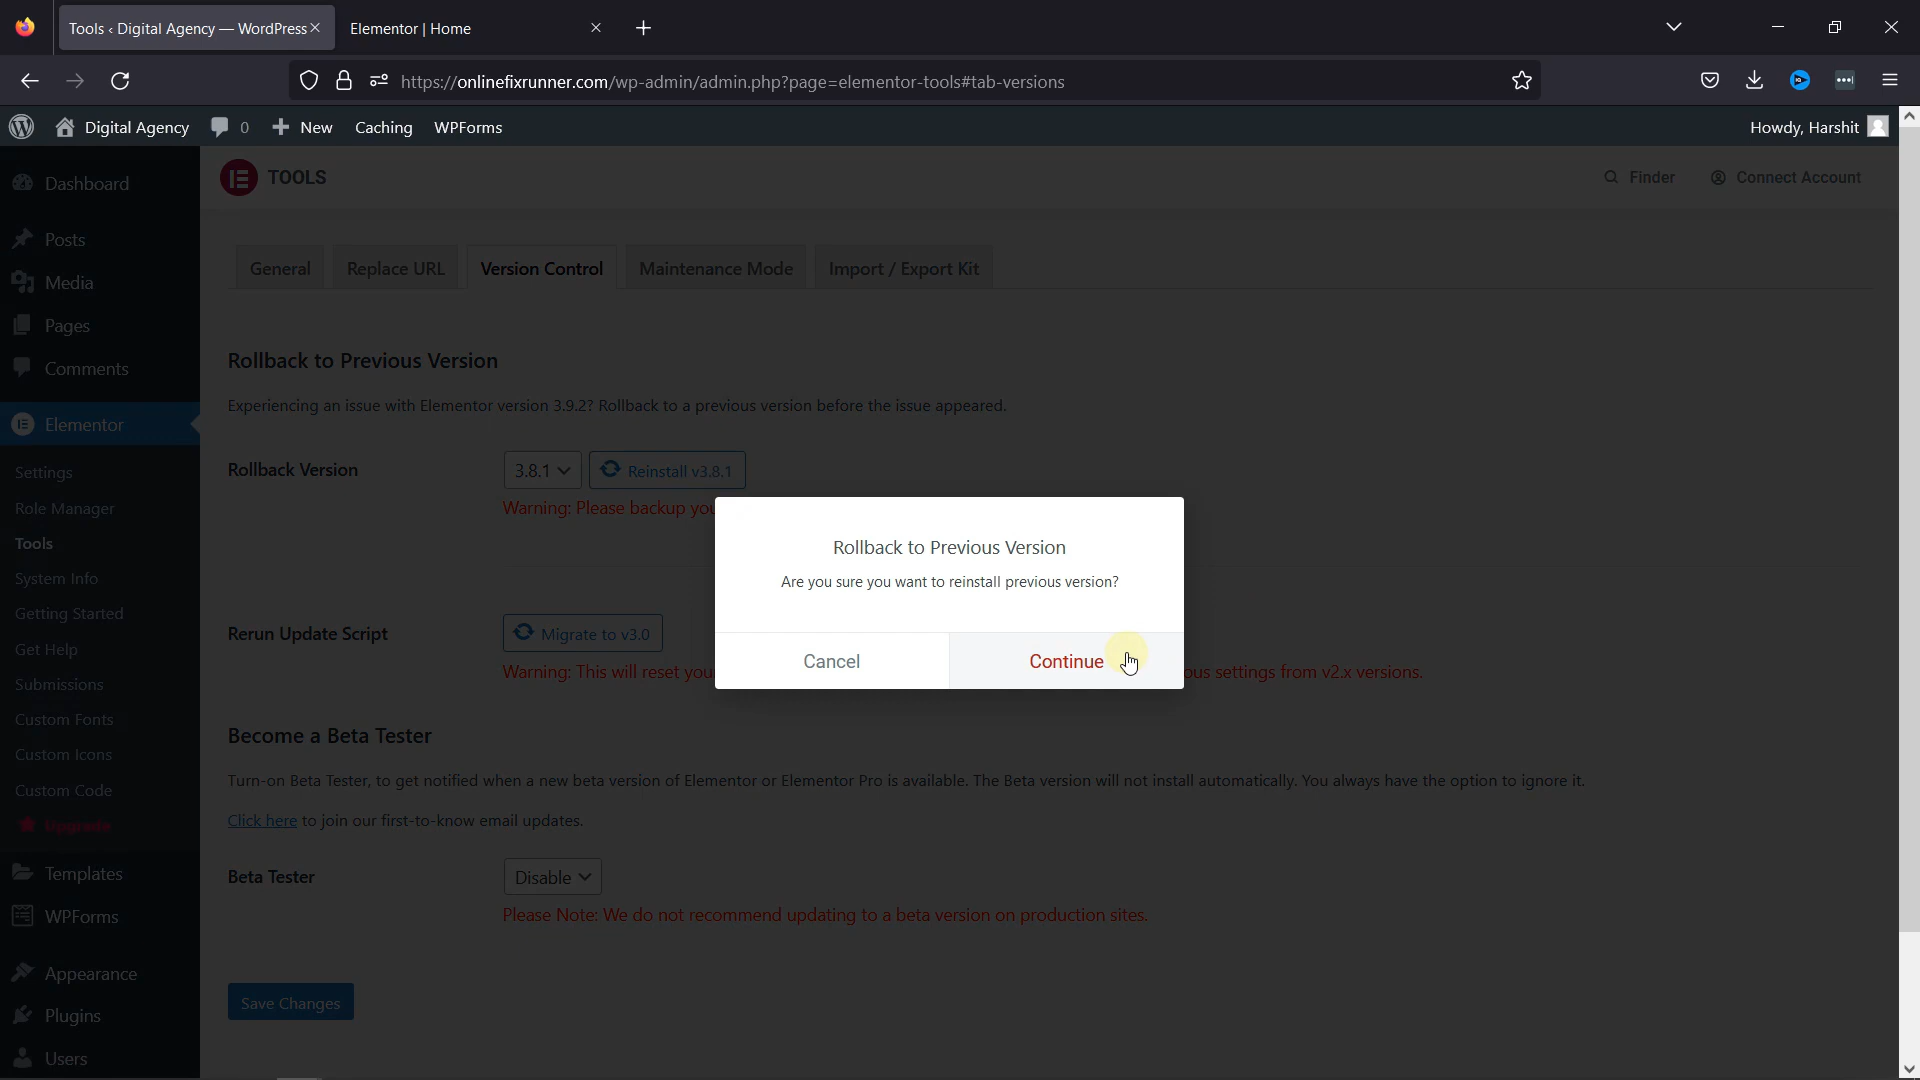 Tools ‹ Digital Agency — WordPress
Elementor | Home
https://onlinefixrunner.com/wp-admin/admin.php?page=elementor-tools#tab-versions
Digital Agency
0
New
Caching
WPForms
Howdy, Harshit
Dashboard
Posts
Media
Pages
Comments
Elementor
Settings
Role Manager
Tools
System Info
Getting Started
Get Help
Submissions
Custom Fonts
Custom Icons
Custom Code
Upgrade
Templates
WPForms
Appearance
Plugins
Users
TOOLS
Finder
Connect Account
General
Replace URL
Version Control
Maintenance Mode
Import / Export Kit
Rollback to Previous Version
Experiencing an issue with Elementor version 3.9.2? Rollback to a previous version before the issue appeared.
Rollback Version
3.8.1
Reinstall v3.8.1
Warning: Please backup
Rollback to Previous Version
Are you sure you want to reinstall previous version?
Cancel
Continue
Rerun Update Script
Migrate to v3.0
Warning: This will reset
settings from v2.x versions.
Become a Beta Tester
Turn-on Beta Tester, to get notified when a new beta version of Elementor or Elementor Pro is available. The Beta version will not install automatically. You always have the option to ignore it.
Click here to join our first-to-know email updates.
Beta Tester
Disable
Please Note: We do not recommend updating to a beta version on production sites.
Save Changes